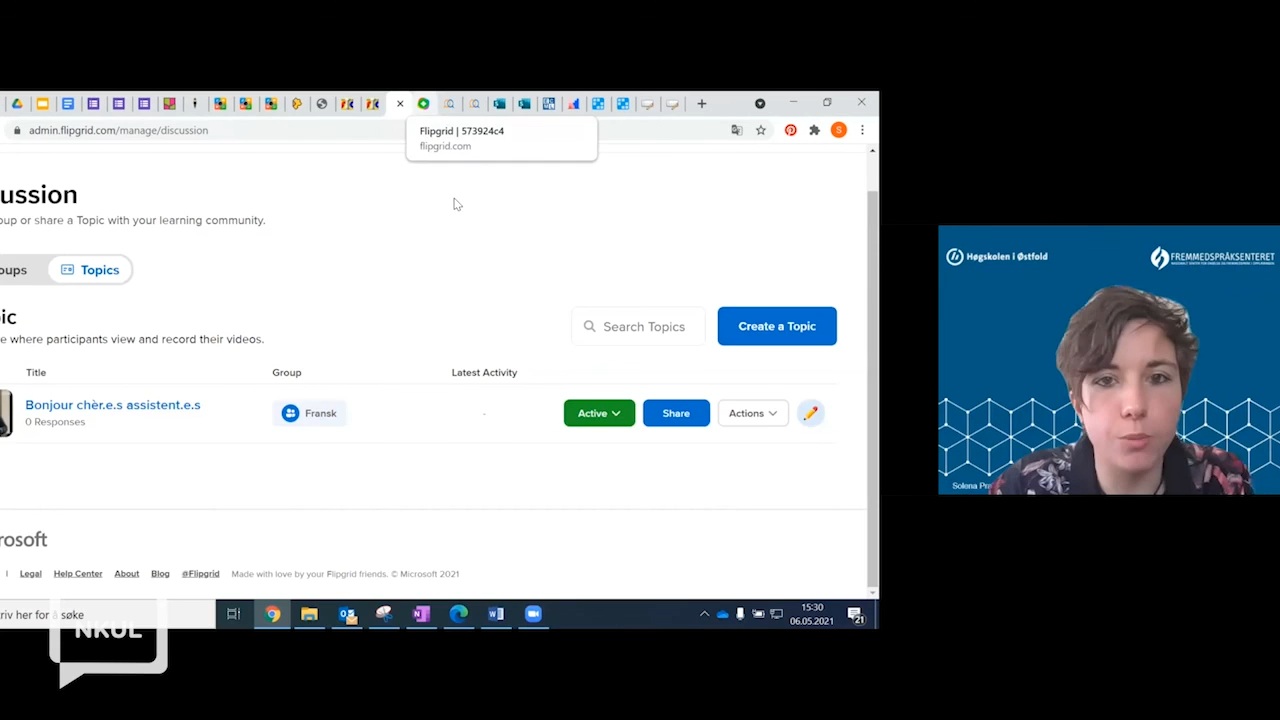 admin.flipgrid.com/manage/discussion
Flipgrid | 573924c4
flipgrid.com
ussion
oup or share a Topic with your learning community.
oups
Topics
ic
e where participants view and record their videos.
Search Topics
Create a Topic
Title
Group
Latest Activity
Bonjour chèr.e.s assistent.e.s
0 Responses
Fransk
-
Active
Share
Actions
rosoft
Legal
Help Center
About
Blog
@Flipgrid
Made with love by your Flipgrid friends. © Microsoft 2021
riv her for å søke
15:30
06.05.2021
21
NKUL
Høgskolen i Østfold
FREMMEDSPRÅKSENTERET
Solena
S